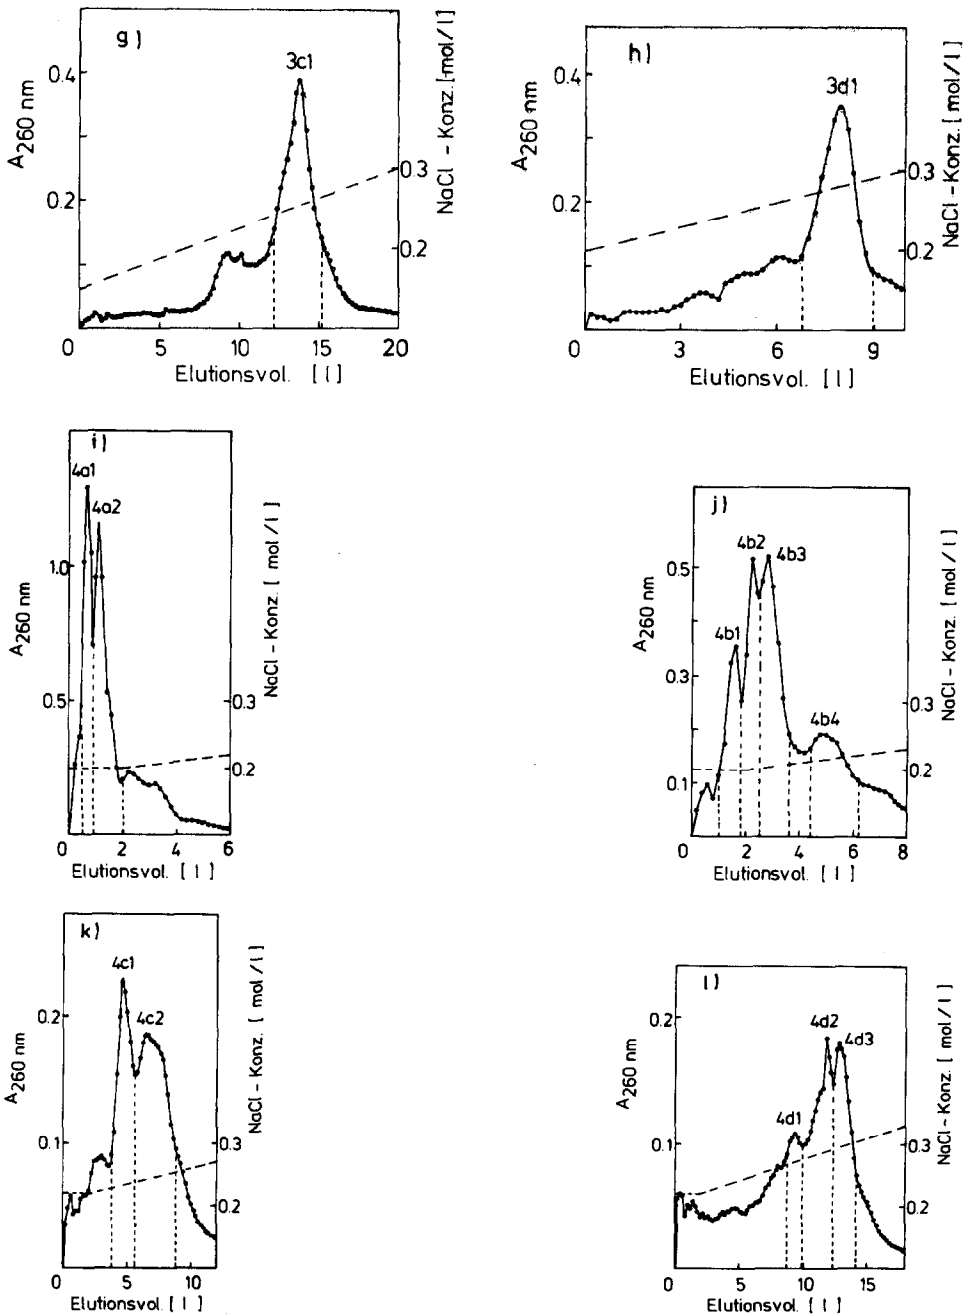 g)
3c1
0.4
0.2
A260 nm
0.3
0.2
NaCl - Konz. [mol/l]
0 5 10 15 20
Elutionsvol. [l]
h)
3d1
0.4
0.2
A260 nm
0.3
0.2
NaCl - Konz. [mol/l]
0 3 6 9
Elutionsvol. [l]
i)
4a1
4a2
1.0
0.5
A260 nm
0.3
0.2
NaCl - Konz. [mol/l]
0 2 4 6
Elutionsvol. [l]
j)
4b2
4b3
4b1
4b4
0.5
0.3
0.1
A260 nm
0.3
0.2
NaCl - Konz. [mol/l]
0 2 4 6 8
Elutionsvol. [l]
k)
4c1
4c2
0.2
0.1
A260 nm
0.3
0.2
NaCl - Konz. [mol/l]
0 5 10
Elutionsvol. [l]
l)
4d2
4d3
4d1
0.2
0.1
A260 nm
0.3
0.2
NaCl - Konz. [mol/l]
0 5 10 15
Elutionsvol. [l]